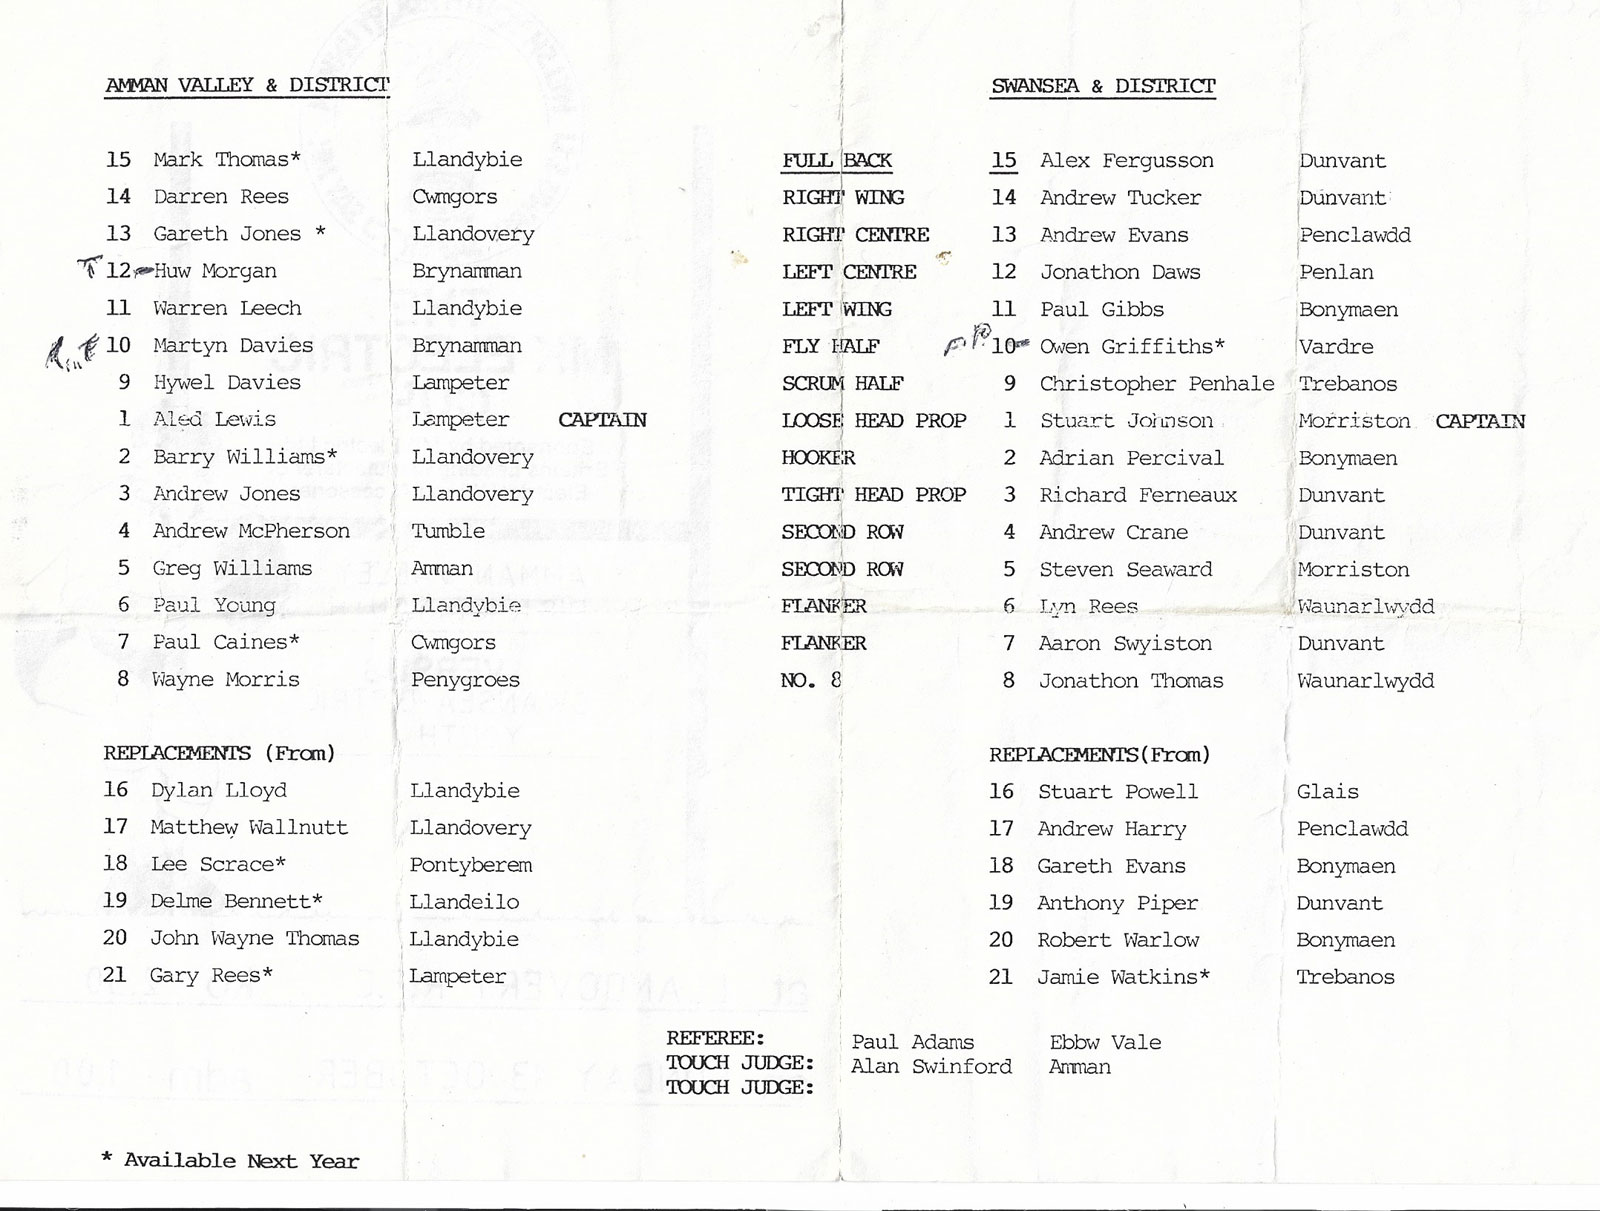 AMMAN VALLEY & DISTRICT SWANSEA & DISTRICT
15 Mark Thomas* Llandybie FULL BACK 15 Alex Fergusson Dunvant
14 Darren Rees Cwmgors RIGHT WING 14 Andrew Tucker Dunvant
13 Gareth Jones * Llandovery RIGHT CENTRE 13 Andrew Evans Penclawdd
T 12 Huw Morgan Brynamman LEFT CENTRE 12 Jonathon Daws Penlan
11 Warren Leech Llandybie LEFT WING 11 Paul Gibbs Bonymaen
10 Martyn Davies Brynamman FLY HALF 10 Owen Griffiths* Vardre
9 Hywel Davies Lampeter SCRUM HALF 9 Christopher Penhale Trebanos
1 Aled Lewis Lampeter CAPTAIN LOOSE HEAD PROP 1 Stuart Johnson Morriston CAPTAIN
2 Barry Williams* Llandovery HOOKER 2 Adrian Percival Bonymaen
3 Andrew Jones Llandovery TIGHT HEAD PROP 3 Richard Ferneaux Dunvant
4 Andrew McPherson Tumble SECOND ROW 4 Andrew Crane Dunvant
5 Greg Williams Amman SECOND ROW 5 Steven Seaward Morriston
6 Paul Young Llandybie FLANKER 6 Lyn Rees Waunarlwydd
7 Paul Caines* Cwmgors FLANKER 7 Aaron Swyiston Dunvant
8 Wayne Morris Penygroes NO. 8 8 Jonathon Thomas Waunarlwydd
REPLACEMENTS (From) REPLACEMENTS(From)
16 Dylan Lloyd Llandybie 16 Stuart Powell Glais
17 Matthew Wallnutt Llandovery 17 Andrew Harry Penclawdd
18 Lee Scrace* Pontyberem 18 Gareth Evans Bonymaen
19 Delme Bennett* Llandeilo 19 Anthony Piper Dunvant
20 John Wayne Thomas Llandybie 20 Robert Warlow Bonymaen
21 Gary Rees* Lampeter 21 Jamie Watkins* Trebanos
REFEREE: Paul Adams Ebbw Vale
TOUCH JUDGE: Alan Swinford Amman
TOUCH JUDGE:
* Available Next Year